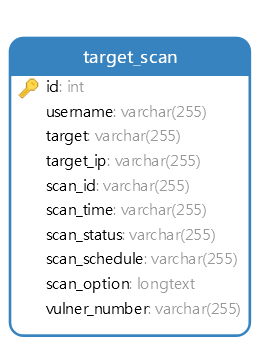 target_scan
id: int
username: varchar(255)
target: varchar(255)
target_ip: varchar(255)
scan_id: varchar(255)
scan_time: varchar(255)
scan_status: varchar(255)
scan_schedule: varchar(255)
scan_option: longtext
vulner_number: varchar(255)